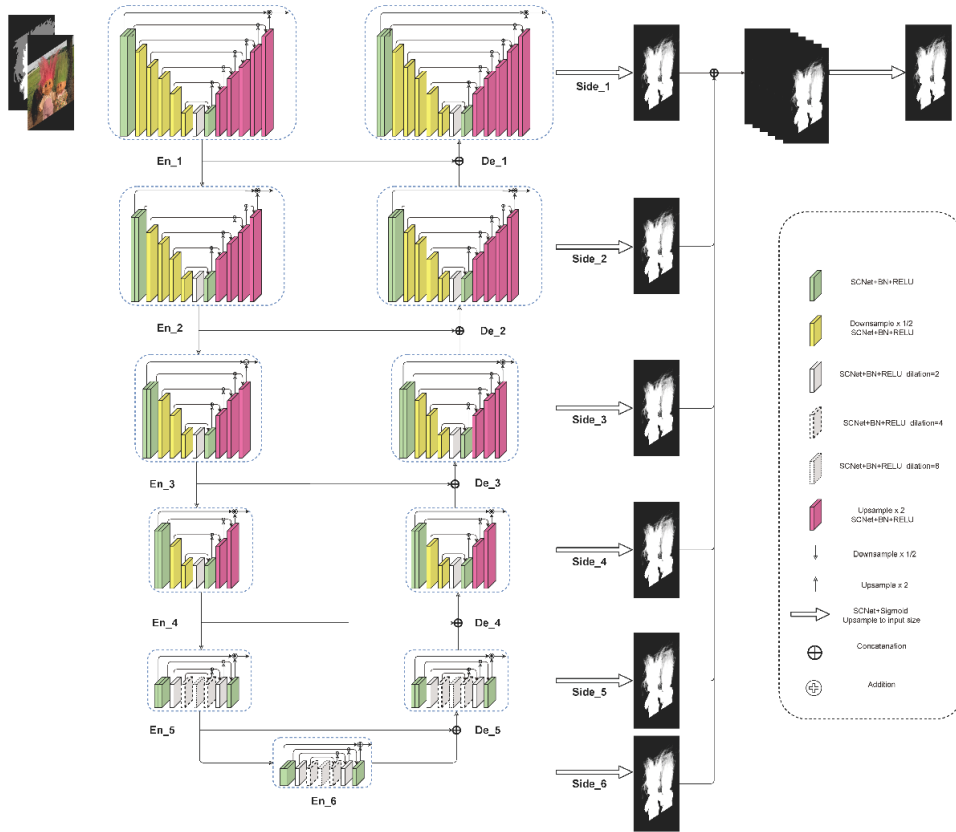 Side_1
En_1
De_1
Side_2
En_2
De_2
Side_3
En_3
De_3
Side_4
En_4
De_4
Side_5
En_5
De_5
Side_6
En_6
SCNet+BN+RELU
Downsample x 1/2
SCNet+BN+RELU
SCNet+BN+RELU dilation=2
SCNet+BN+RELU dilation=4
SCNet+BN+RELU dilation=8
Upsample x 2
SCNet+BN+RELU
Downsample x 1/2
Upsample x 2
SCNet+Sigmoid
Upsample to input size
Concatenation
Addition